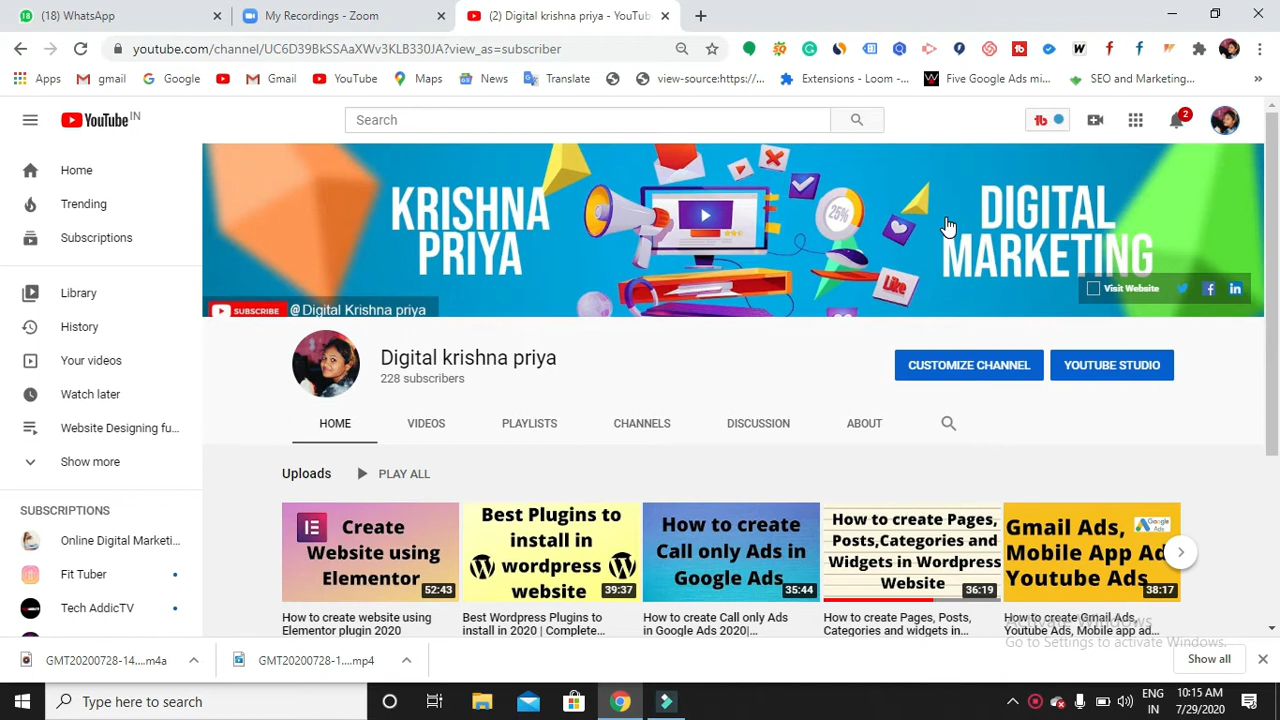 (18) WhatsApp
My Recordings - Zoom
(2) Digital krishna priya - YouTub
youtube.com/channel/UC6D39BkSSAaXWv3KLB330JA?view_as=subscriber
Apps
gmail
Google
Gmail
YouTube
Maps
News
Translate
view-source:https://...
Extensions - Loom -...
Five Google Ads mi...
SEO and Marketing...
YouTube IN
Search
2
Home
Trending
Subscriptions
Library
History
Your videos
Watch later
Website Designing fu...
Show more
SUBSCRIPTIONS
Online Digital Marketi...
Fit Tuber
Tech AddicTV
KRISHNA
PRIYA
25%
Like
DIGITAL
MARKETING
SUBSCRIBE @Digital Krishna priya
Visit Website
Digital krishna priya
228 subscribers
CUSTOMIZE CHANNEL
YOUTUBE STUDIO
HOME
VIDEOS
PLAYLISTS
CHANNELS
DISCUSSION
ABOUT
Uploads
PLAY ALL
Create
Website using
Elementor
52:43
How to create website using
Elementor plugin 2020
Best Plugins to
install in
wordpress
website
39:37
Best Wordpress Plugins to
install in 2020 | Complete...
How to create
Call only Ads in
Google Ads
35:44
How to create Call only Ads
in Google Ads 2020|...
How to create Pages,
Posts,Categories and
Widgets in Wordpress
Website
36:19
How to create Pages, Posts,
Categories and widgets in...
Gmail Ads,
Mobile App Ad
Youtube Ads
Google Ads
38:17
How to create Gmail Ads,
Youtube Ads, Mobile app ad...
Activate Windows
Go to Settings to activate Windows.
GMT20200728-14....m4a
GMT20200728-1....mp4
Show all
Type here to search
ENG
IN
10:15 AM
7/29/2020